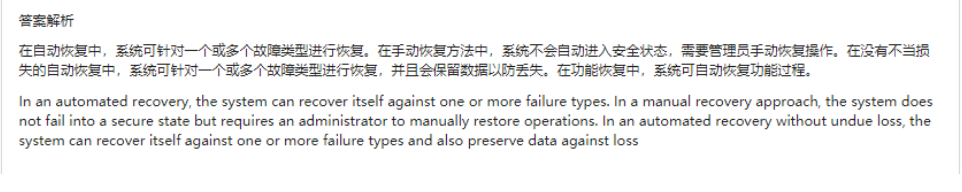 答案解析
在自动恢复中，系统可针对一个或多个故障类型进行恢复。在手动恢复方法中，系统不会自动进入安全状态，需要管理员手动恢复操作。在没有不当损
失的自动恢复中，系统可针对一个或多个故障类型进行恢复，并且会保留数据以防丢失。在功能恢复中，系统可自动恢复功能过程。
In an automated recovery, the system can recover itself against one or more failure types. In a manual recovery approach, the system does
not fail into a secure state but requires an administrator to manually restore operations. In an automated recovery without undue loss, the
system can recover itself against one or more failure types and also preserve data against loss